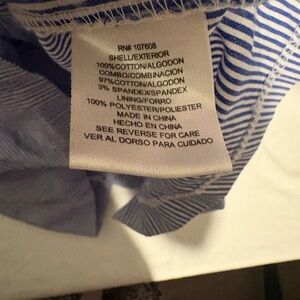 RN# 107608
SHELL/EXTERIOR
100%COTTON/ALGODON
COMBO/COMBINACION
97%COTTON/ALGODON
3% SPANDEX/SPANDEX
LINING/FORRO
100% POLYESTER/POLIESTER
MADE IN CHINA
HECHO EN CHINA
SEE REVERSE FOR CARE
VER AL DORSO PARA CUIDADO